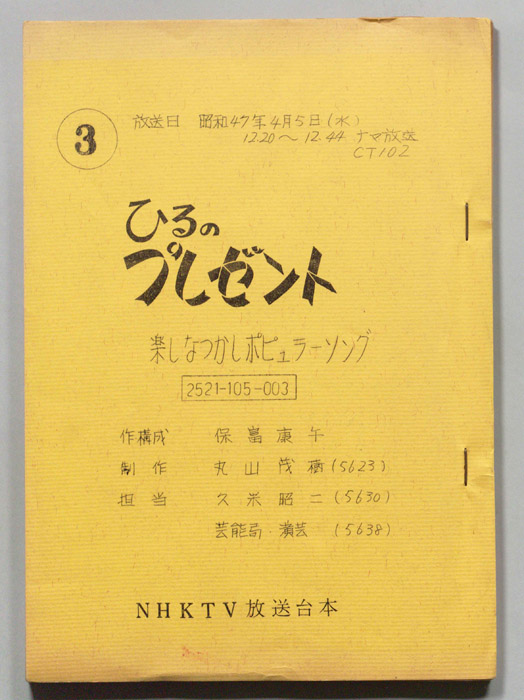 3
放送日 昭和47年4月5日(水)
12.20〜12.44 ナマ放送
CT102
ひるの
プレゼント
楽しなつかしポピュラーソング
2521-105-003
作構成 保富康午
制作 丸山茂樹(5623)
担当 久米昭二(5630)
芸能局・演芸(5638)
NHKTV放送台本